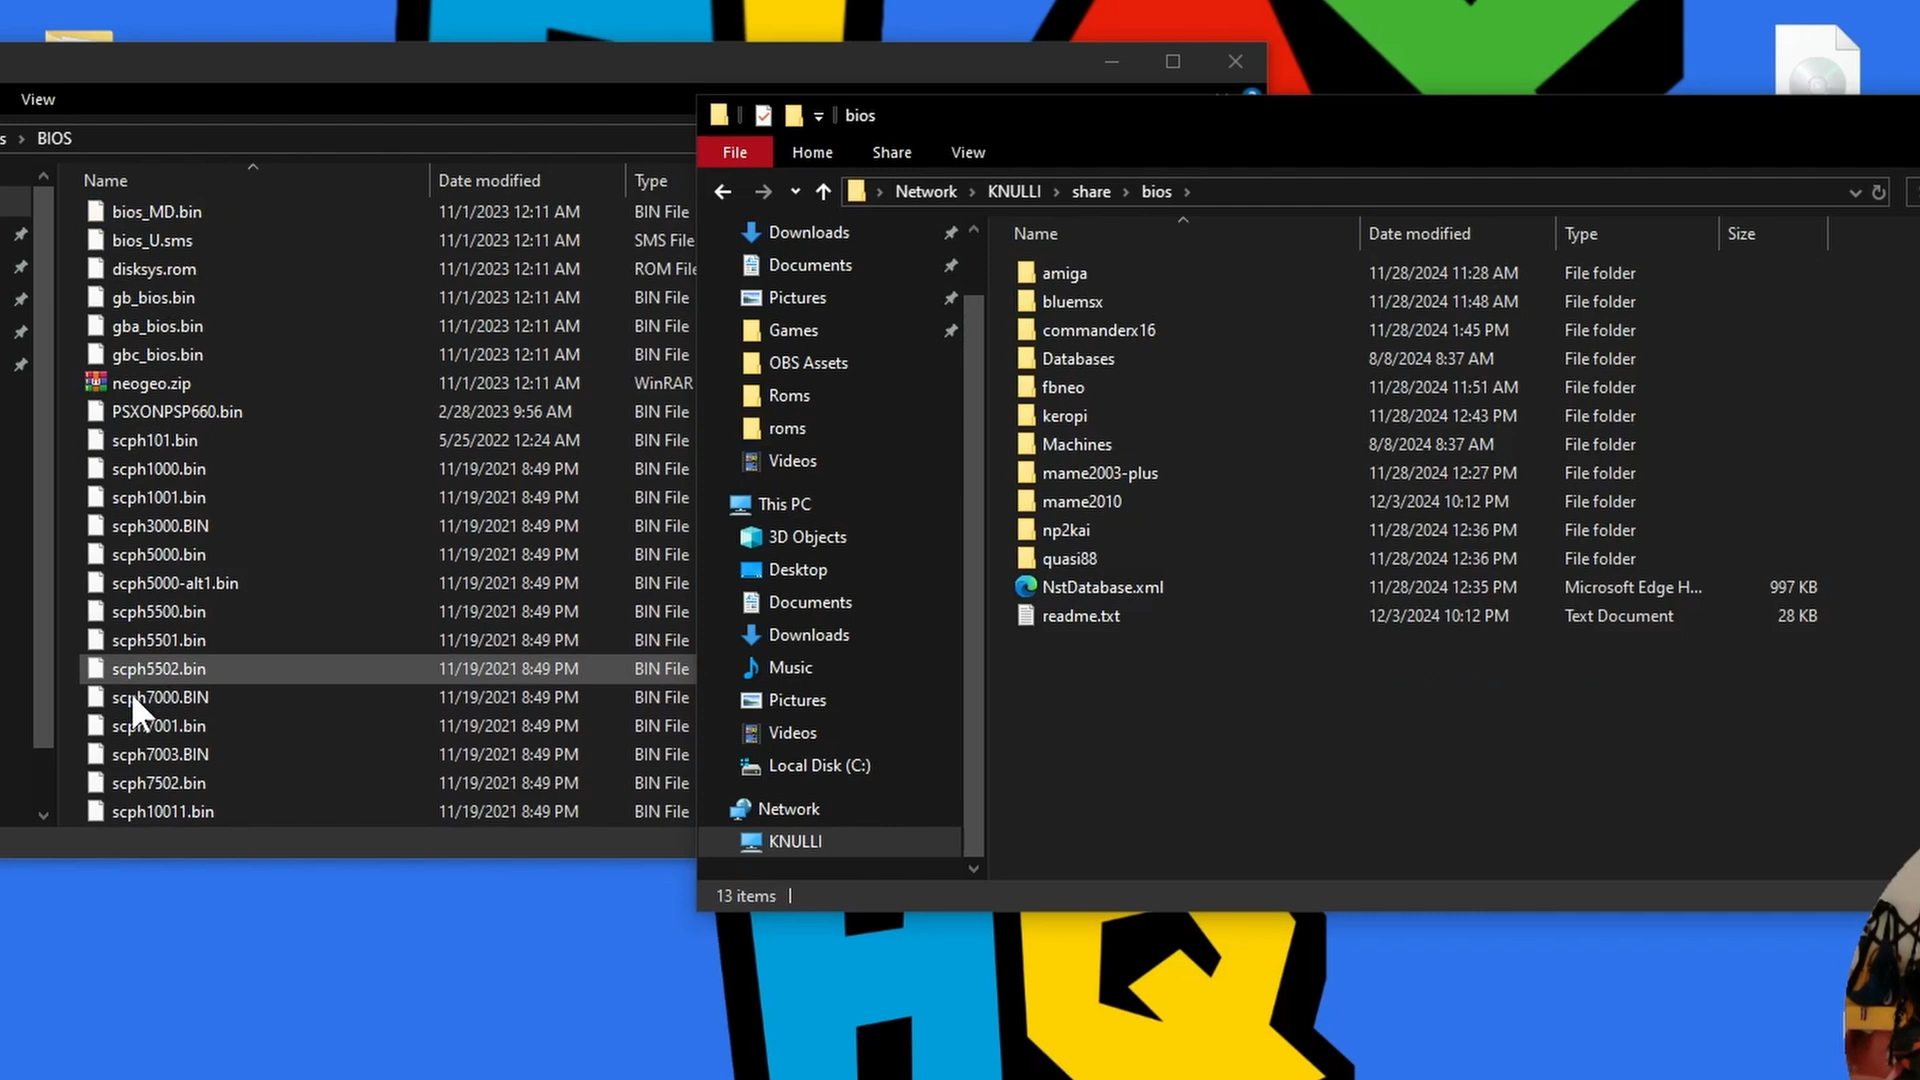 View
s > BIOS
Name Date modified Type
bios_MD.bin 11/1/2023 12:11 AM BIN File
bios_U.sms 11/1/2023 12:11 AM SMS File
disksys.rom 11/1/2023 12:11 AM ROM File
gb_bios.bin 11/1/2023 12:11 AM BIN File
gba_bios.bin 11/1/2023 12:11 AM BIN File
gbc_bios.bin 11/1/2023 12:11 AM BIN File
neogeo.zip 11/1/2023 12:11 AM WinRAR
PSXONPSP660.bin 2/28/2023 9:56 AM BIN File
scph101.bin 5/25/2022 12:24 AM BIN File
scph1000.bin 11/19/2021 8:49 PM BIN File
scph1001.bin 11/19/2021 8:49 PM BIN File
scph3000.BIN 11/19/2021 8:49 PM BIN File
scph5000.bin 11/19/2021 8:49 PM BIN File
scph5000-alt1.bin 11/19/2021 8:49 PM BIN File
scph5500.bin 11/19/2021 8:49 PM BIN File
scph5501.bin 11/19/2021 8:49 PM BIN File
scph5502.bin 11/19/2021 8:49 PM BIN File
scph7000.BIN 11/19/2021 8:49 PM BIN File
scph7001.bin 11/19/2021 8:49 PM BIN File
scph7003.BIN 11/19/2021 8:49 PM BIN File
scph7502.bin 11/19/2021 8:49 PM BIN File
scph10011.bin 11/19/2021 8:49 PM BIN File
bios
File Home Share View
Network > KNULLI > share > bios >
Downloads
Documents
Pictures
Games
OBS Assets
Roms
roms
Videos
This PC
3D Objects
Desktop
Documents
Downloads
Music
Pictures
Videos
Local Disk (C:)
Network
KNULLI
Name Date modified Type Size
amiga 11/28/2024 11:28 AM File folder
bluemsx 11/28/2024 11:48 AM File folder
commanderx16 11/28/2024 1:45 PM File folder
Databases 8/8/2024 8:37 AM File folder
fbneo 11/28/2024 11:51 AM File folder
keropi 11/28/2024 12:43 PM File folder
Machines 8/8/2024 8:37 AM File folder
mame2003-plus 11/28/2024 12:27 PM File folder
mame2010 12/3/2024 10:12 PM File folder
np2kai 11/28/2024 12:36 PM File folder
quasi88 11/28/2024 12:36 PM File folder
NstDatabase.xml 11/28/2024 12:35 PM Microsoft Edge H... 997 KB
readme.txt 12/3/2024 10:12 PM Text Document 28 KB
13 items
HQ